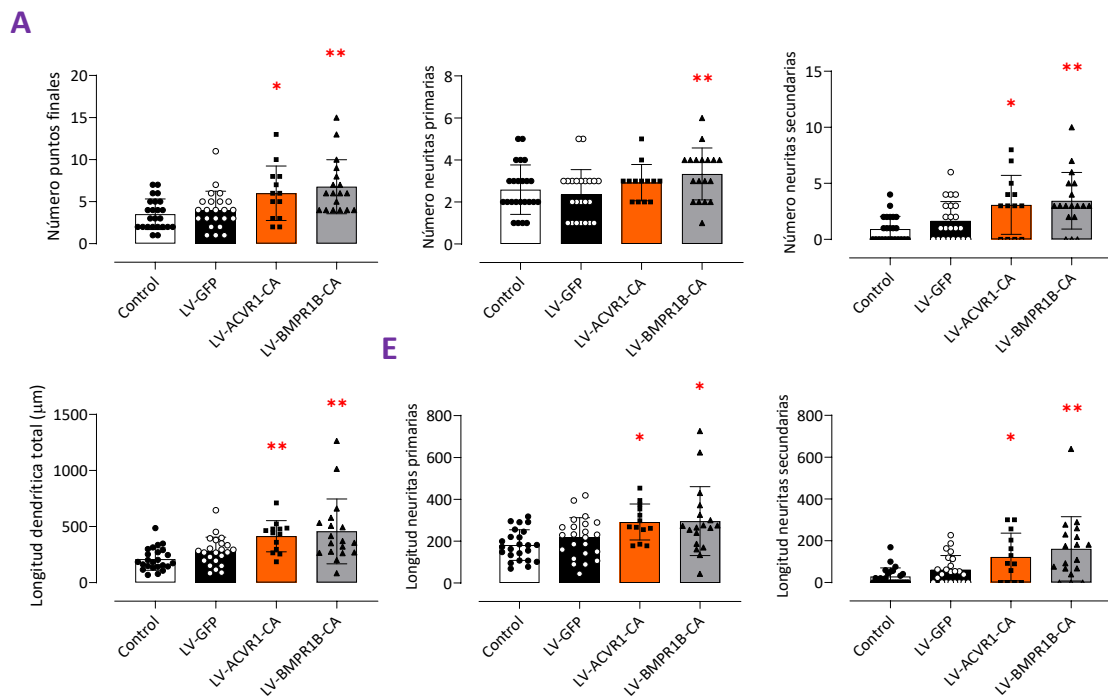 A
Número puntos finales
20
15
10
5
0
*
**
Control
LV-GFP
LV-ACVR1-CA
LV-BMPR1B-CA
Número neuritas primarias
8
6
4
2
0
**
Control
LV-GFP
LV-ACVR1-CA
LV-BMPR1B-CA
Número neuritas secundarias
15
10
5
0
*
**
Control
LV-GFP
LV-ACVR1-CA
LV-BMPR1B-CA
Longitud dendrítica total (μm)
1500
1000
500
0
**
**
Control
LV-GFP
LV-ACVR1-CA
LV-BMPR1B-CA
E
Longitud neuritas primarias
800
600
400
200
0
*
*
Control
LV-GFP
LV-ACVR1-CA
LV-BMPR1B-CA
Longitud neuritas secundarias
800
600
400
200
0
*
**
Control
LV-GFP
LV-ACVR1-CA
LV-BMPR1B-CA